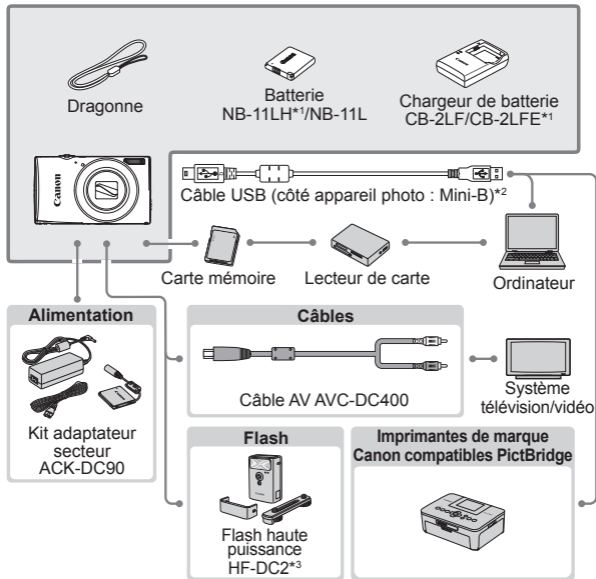 Dragonne
Batterie
NB-11LH*1/NB-11L
Chargeur de batterie
CB-2LF/CB-2LFE*1
Canon
Câble USB (côté appareil photo : Mini-B)*2
Carte mémoire
Lecteur de carte
Ordinateur
Alimentation
Kit adaptateur
secteur
ACK-DC90
Câbles
Câble AV AVC-DC400
Système
télévision/vidéo
Flash
Flash haute
puissance
HF-DC2*3
Imprimantes de marque
Canon compatibles PictBridge